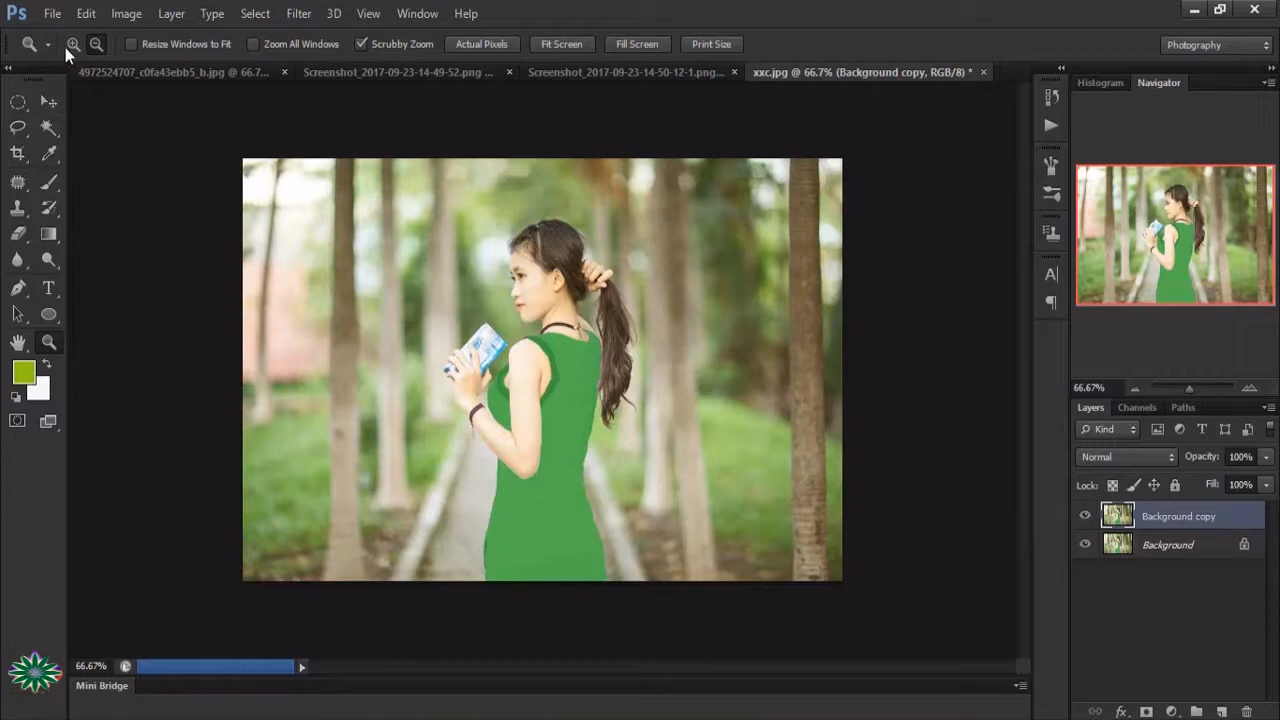 Ps File Edit Image Layer Type Select Filter 3D View Window Help
Resize Windows to Fit Zoom All Windows Scrubby Zoom Actual Pixels Fit Screen Fill Screen Print Size Photography
4972524707_c0fa43ebb5_b.jpg @ 66.7... Screenshot_2017-09-23-14-49-52.png ... Screenshot_2017-09-23-14-50-12-1.png... xxc.jpg @ 66.7% (Background copy, RGB/8) *
Histogram Navigator
66.67%
Layers Channels Paths
Kind
Normal Opacity: 100%
Lock: Fill: 100%
Background copy
Background
66.67%
Mini Bridge